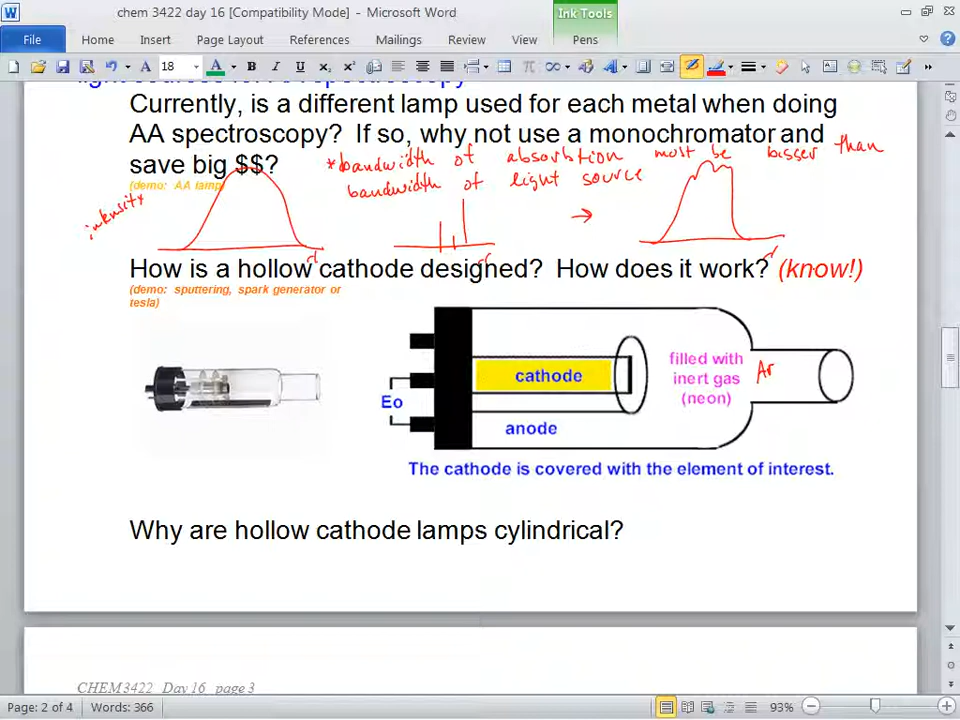 chem 3422 day 16 [Compatibility Mode] - Microsoft Word
Ink Tools
File Home Insert Page Layout References Mailings Review View Pens
18
Currently, is a different lamp used for each metal when doing
AA spectroscopy? If so, why not use a monochromator and
save big $$?
(demo: AA lamp)
*bandwidth of absorbtion must be bigger than
bandwidth of light source
intensity
How is a hollow cathode designed? How does it work? (know!)
(demo: sputtering, spark generator or
tesla)
cathode
filled with
inert gas
(neon)
Ar
Eo
anode
The cathode is covered with the element of interest.
Why are hollow cathode lamps cylindrical?
CHEM3422 Day 16 page 3
Page: 2 of 4 Words: 366 93%